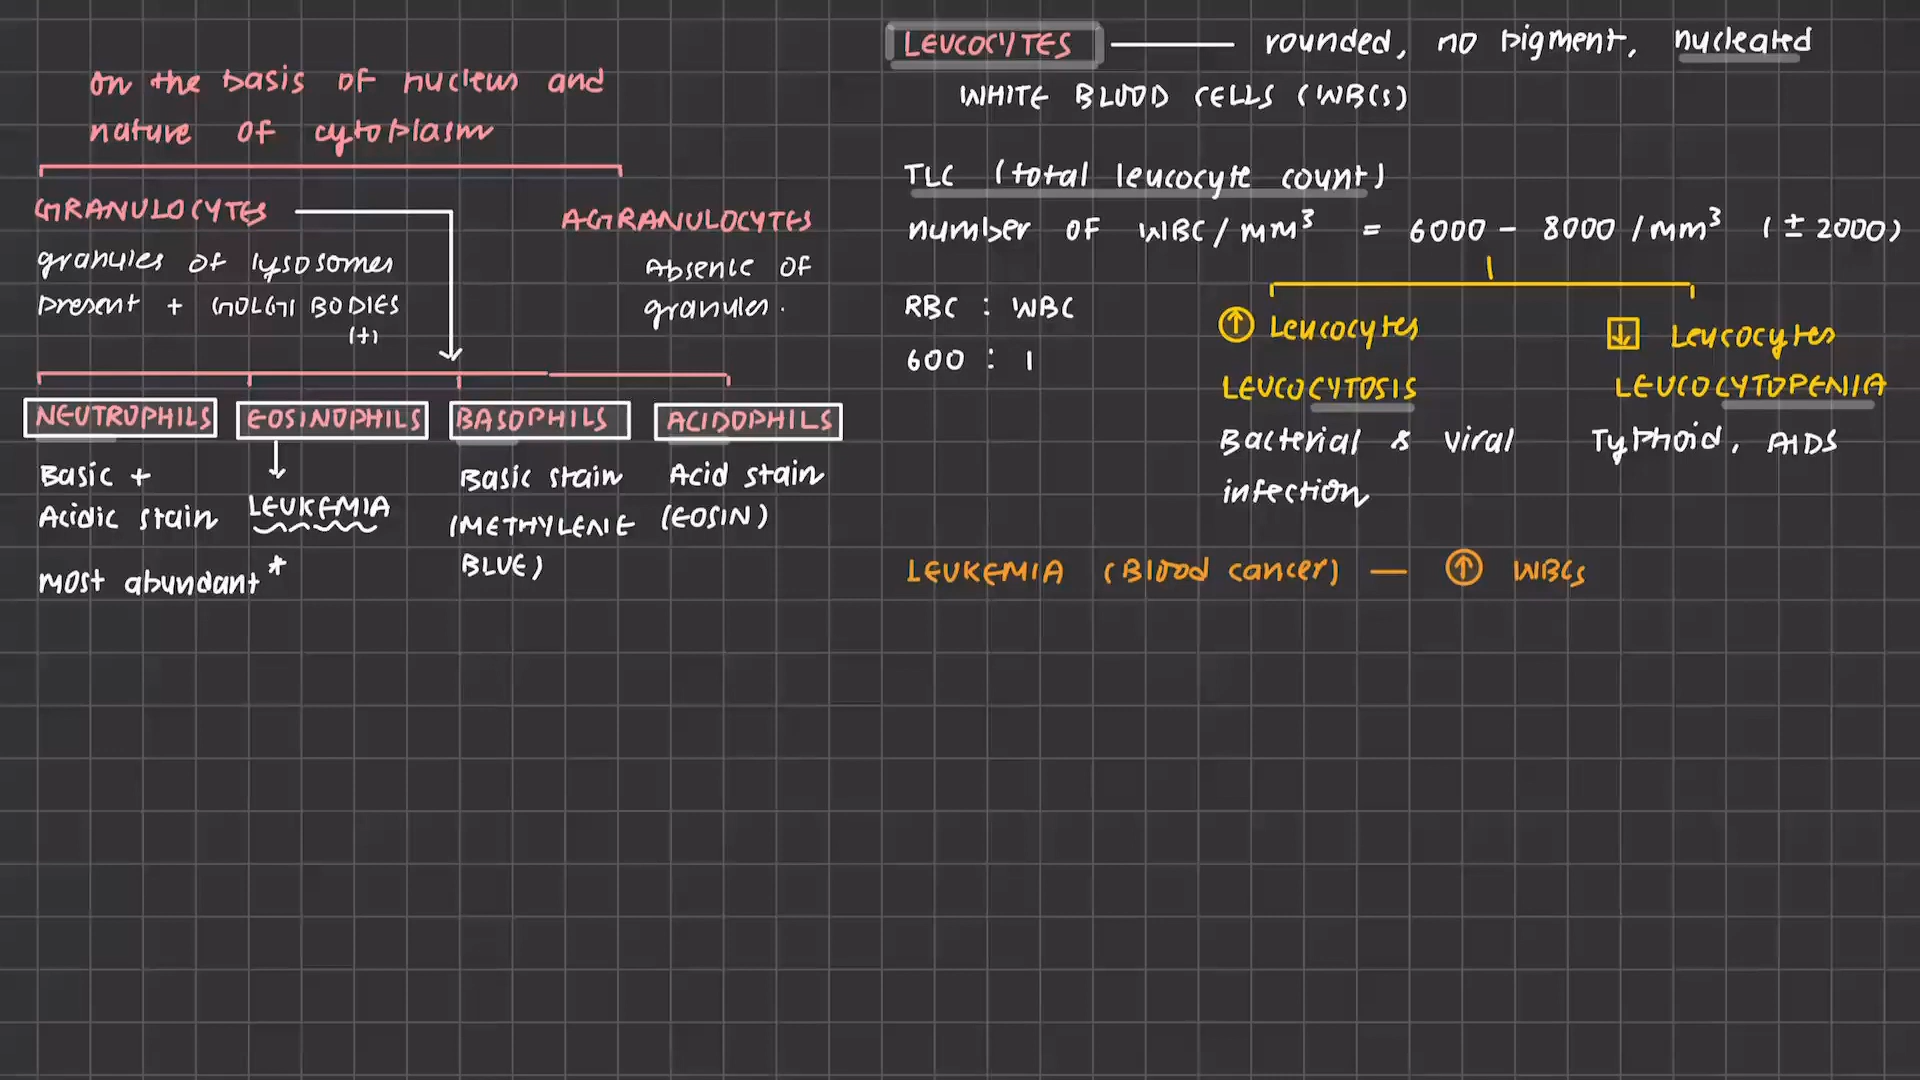 on the basis of nucleus and
nature of cytoplasm
GRANULOCYTES
granules of lysosomes
present + GOLGI BODIES
(+)
AGRANULOCYTES
Absence of
granules.
NEUTROPHILS
Basic +
Acidic stain
most abundant*
EOSINOPHILS
LEUKEMIA
BASOPHILS
Basic stain
(METHYLENE
BLUE)
ACIDOPHILS
Acid stain
(EOSIN)
LEUCOCYTES — rounded, no pigment, nucleated
WHITE BLOOD CELLS (WBCs)
TLC (total leucocyte count)
number of WBC/mm³ = 6000 - 8000 /mm³ (± 2000)
RBC : WBC
600 : 1
↑ Leucocytes
LEUCOCYTOSIS
Bacterial & viral
infection
↓ Leucocytes
LEUCOCYTOPENIA
Typhoid, AIDS
LEUKEMIA (Blood cancer) — ↑ WBCs